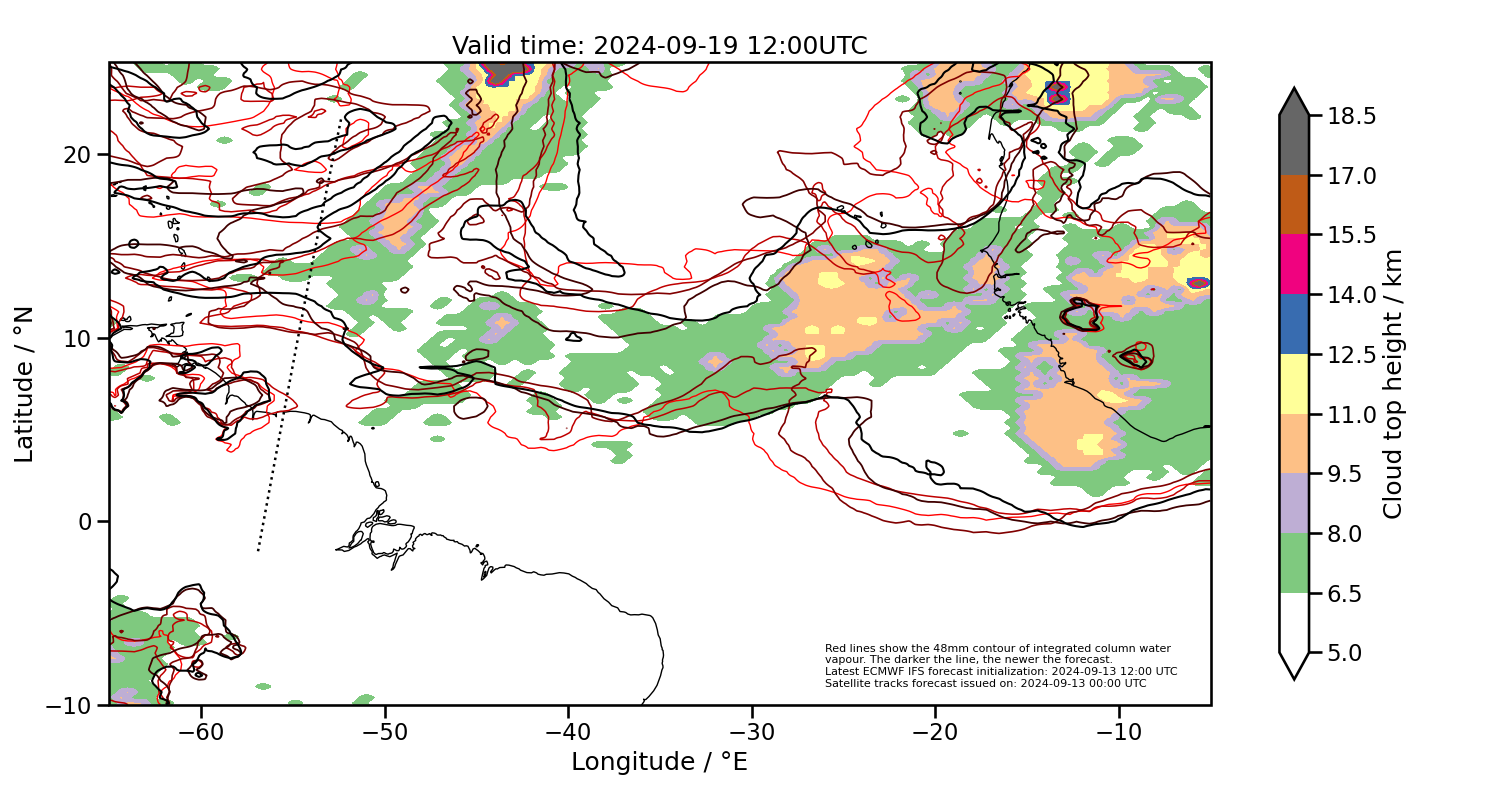 Valid time: 2024-09-19 12:00UTC
20
10
0
−10
Latitude / °N
−60
−50
−40
−30
−20
−10
Longitude / °E
Red lines show the 48mm contour of integrated column water
vapour. The darker the line, the newer the forecast.
Latest ECMWF IFS forecast initialization: 2024-09-13 12:00 UTC
Satellite tracks forecast issued on: 2024-09-13 00:00 UTC
18.5
17.0
15.5
14.0
12.5
11.0
9.5
8.0
6.5
5.0
Cloud top height / km